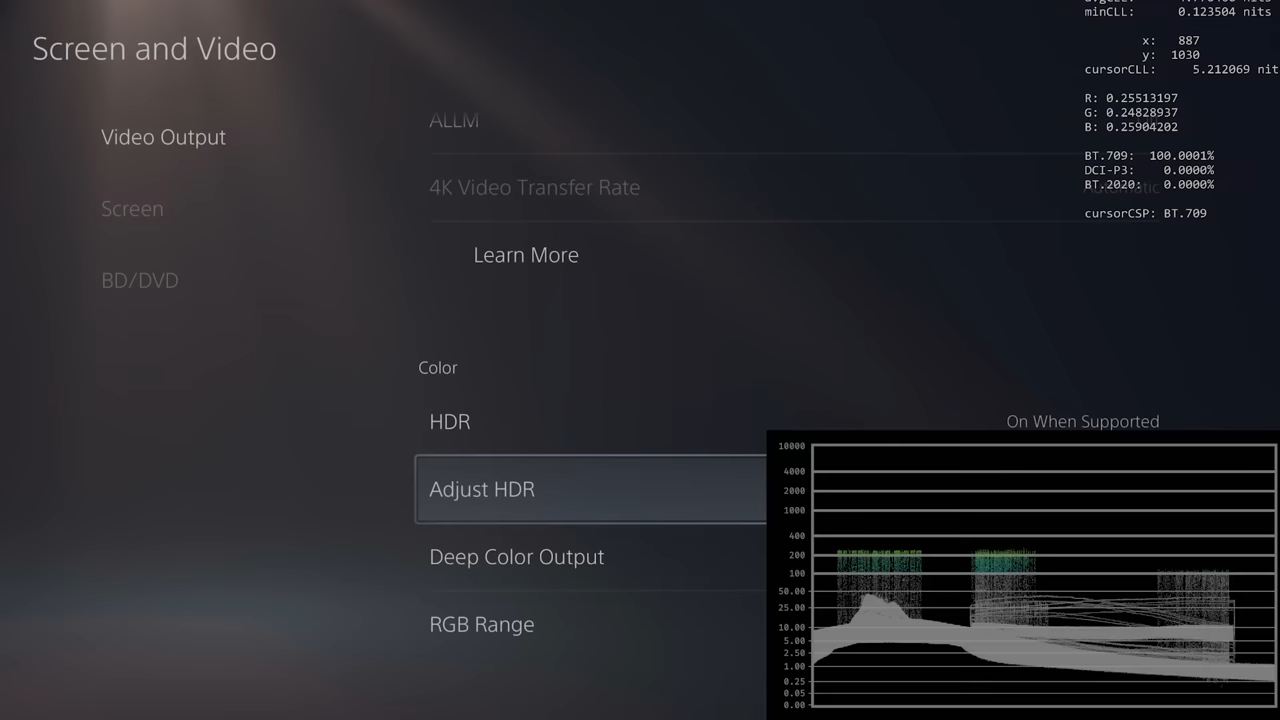 Screen and Video
Video Output
Screen
BD/DVD
ALLM
4K Video Transfer Rate
Automatic
Learn More
Color
HDR
On When Supported
Adjust HDR
Deep Color Output
RGB Range
minCLL: 0.123504 nits
x: 887
y: 1030
cursorCLL: 5.212069 nit
R: 0.25513197
G: 0.24828937
B: 0.25904202
BT.709: 100.0001%
DCI-P3: 0.0000%
BT.2020: 0.0000%
cursorCSP: BT.709
10000
4000
2000
1000
400
200
100
50.00
25.00
10.00
5.00
2.50
1.00
0.25
0.05
0.00